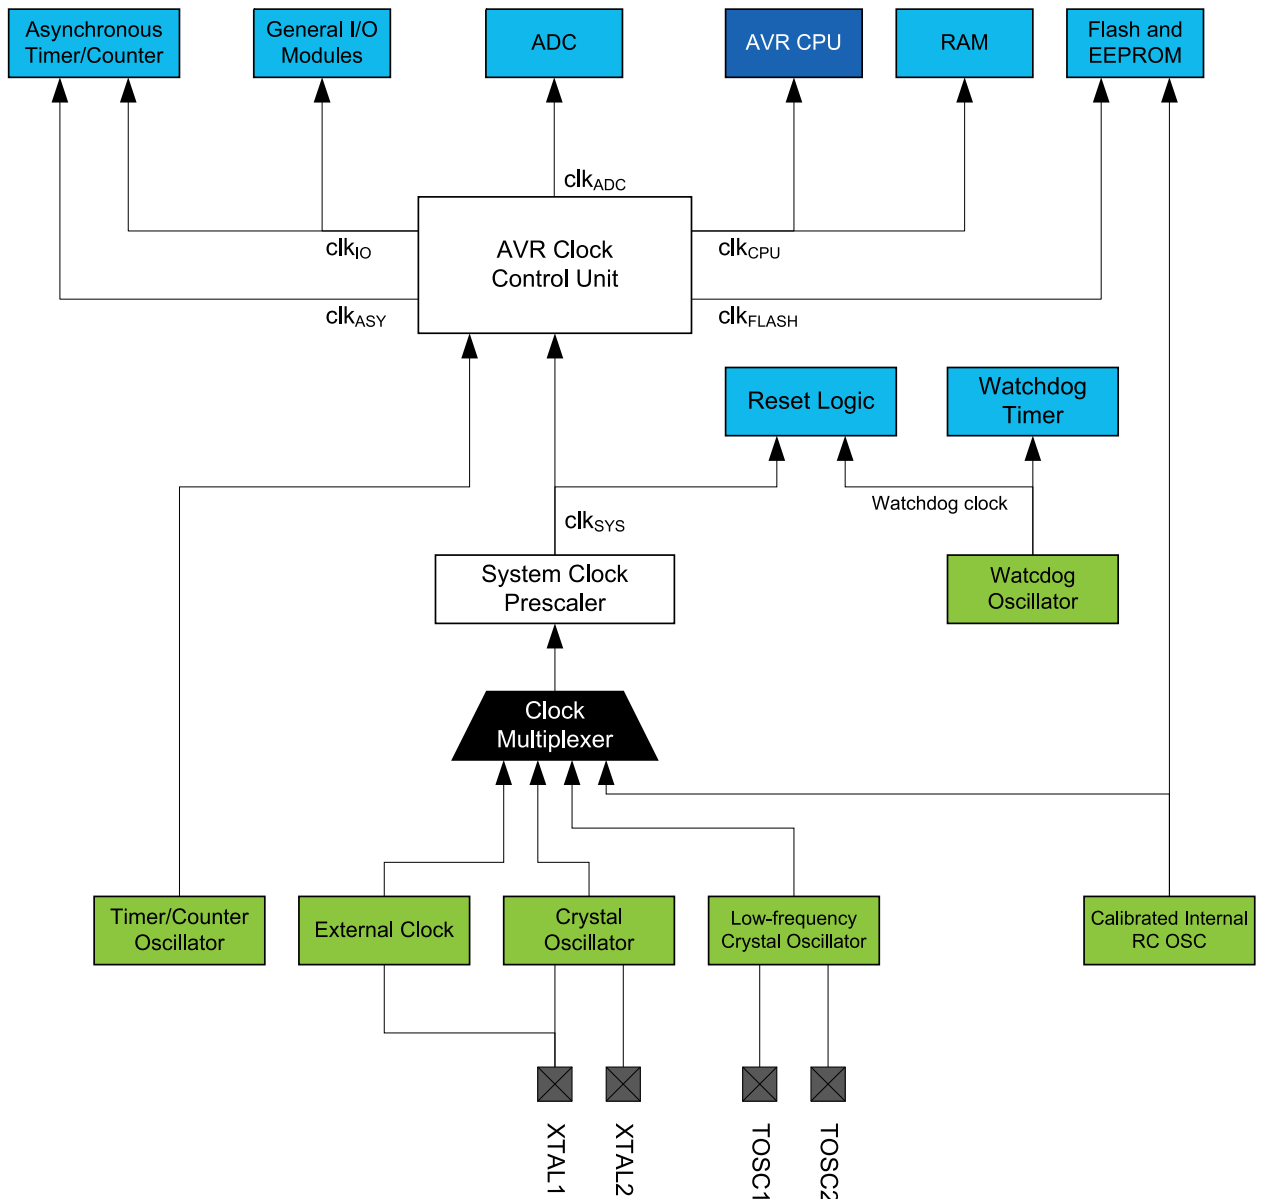 Asynchronous
Timer/Counter
General I/O
Modules
ADC
AVR CPU
RAM
Flash and
EEPROM
clkADC
clkIO
clkASY
AVR Clock
Control Unit
clkCPU
clkFLASH
Reset Logic
Watchdog
Timer
Watchdog clock
clkSYS
System Clock
Prescaler
Watcdog
Oscillator
Clock
Multiplexer
Timer/Counter
Oscillator
External Clock
Crystal
Oscillator
Low-frequency
Crystal Oscillator
Calibrated Internal
RC OSC
XTAL1
XTAL2
TOSC1
TOSC2